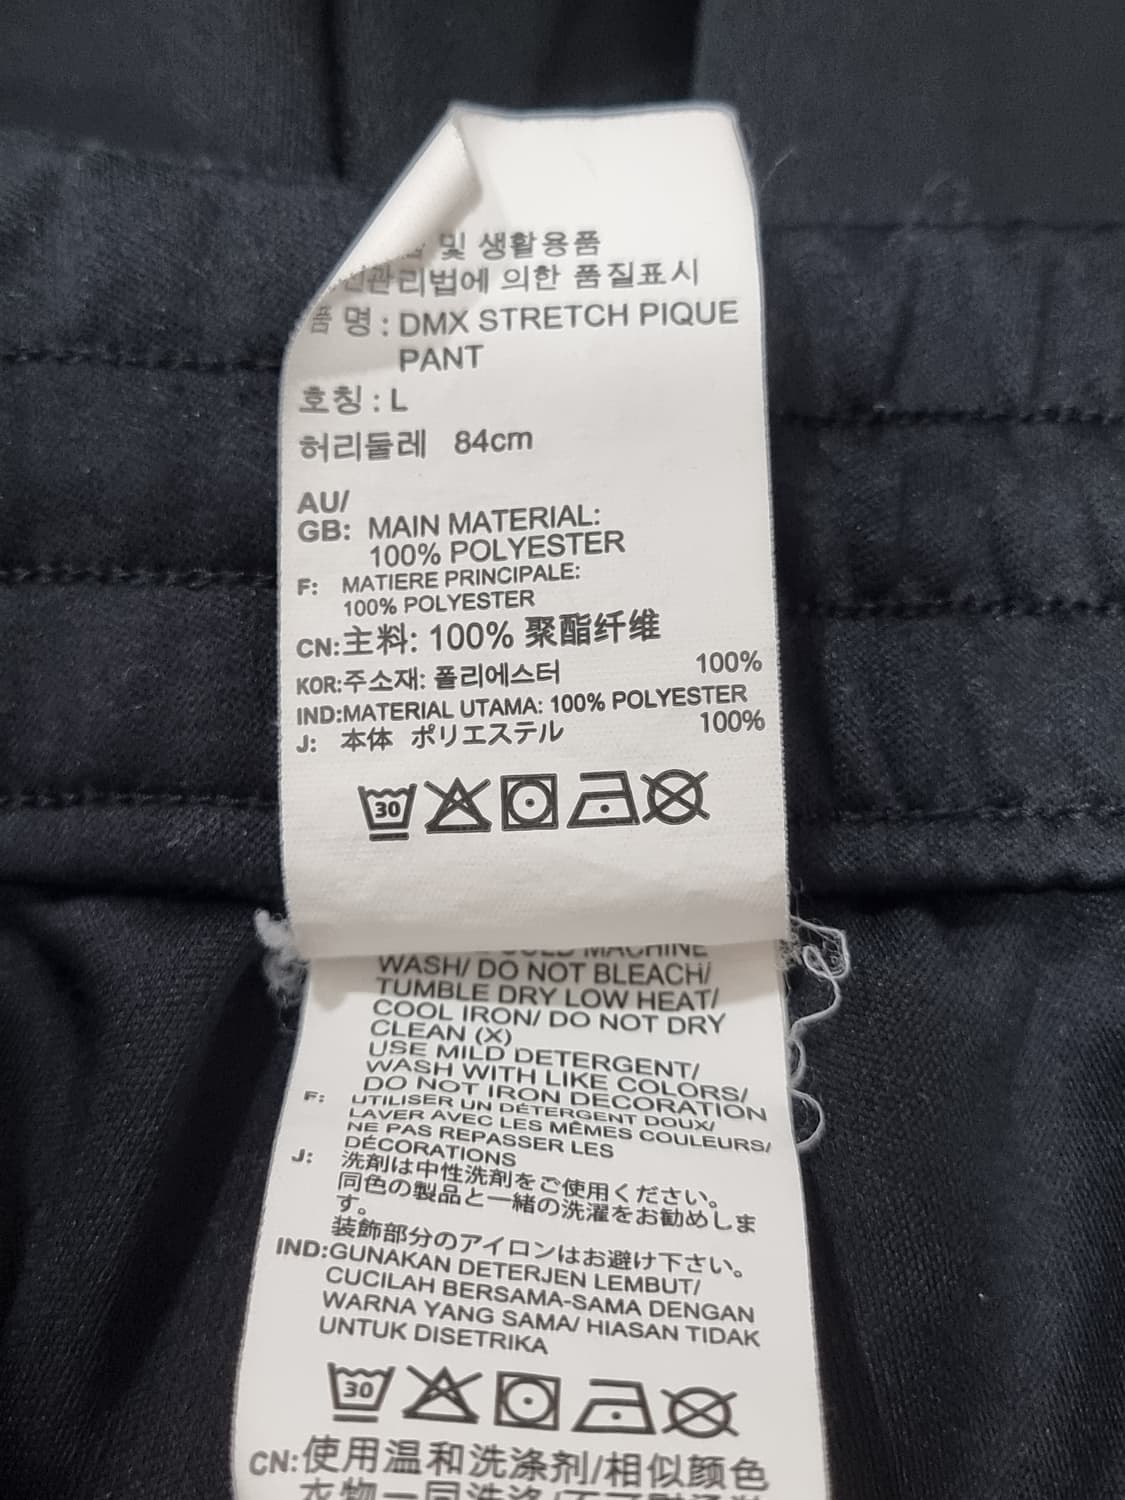 및 생활용품
관리법에 의한 품질표시
품 명 : DMX STRETCH PIQUE
PANT
호칭 : L
허리둘레 84cm
AU/
GB: MAIN MATERIAL:
100% POLYESTER
F: MATIERE PRINCIPALE:
100% POLYESTER
CN:主料: 100% 聚酯纤维
KOR:주소재: 폴리에스터 100%
IND:MATERIAL UTAMA: 100% POLYESTER
J: 本体 ポリエステル 100%
30
MACHINE
WASH/ DO NOT BLEACH/
TUMBLE DRY LOW HEAT/
COOL IRON/ DO NOT DRY
CLEAN (X)
USE MILD DETERGENT/
WASH WITH LIKE COLORS/
DO NOT IRON DECORATION
F: UTILISER UN DÉTERGENT DOUX/
LAVER AVEC LES MÊMES COULEURS/
NE PAS REPASSER LES
DÉCORATIONS
J: 洗剤は中性洗剤をご使用ください。
同色の製品と一緒の洗濯をお勧めしま
す。
装飾部分のアイロンはお避け下さい。
IND:GUNAKAN DETERJEN LEMBUT/
CUCILAH BERSAMA-SAMA DENGAN
WARNA YANG SAMA/ HIASAN TIDAK
UNTUK DISETRIKA
30
CN:使用温和洗涤剂/相似颜色
衣物一同洗涤/